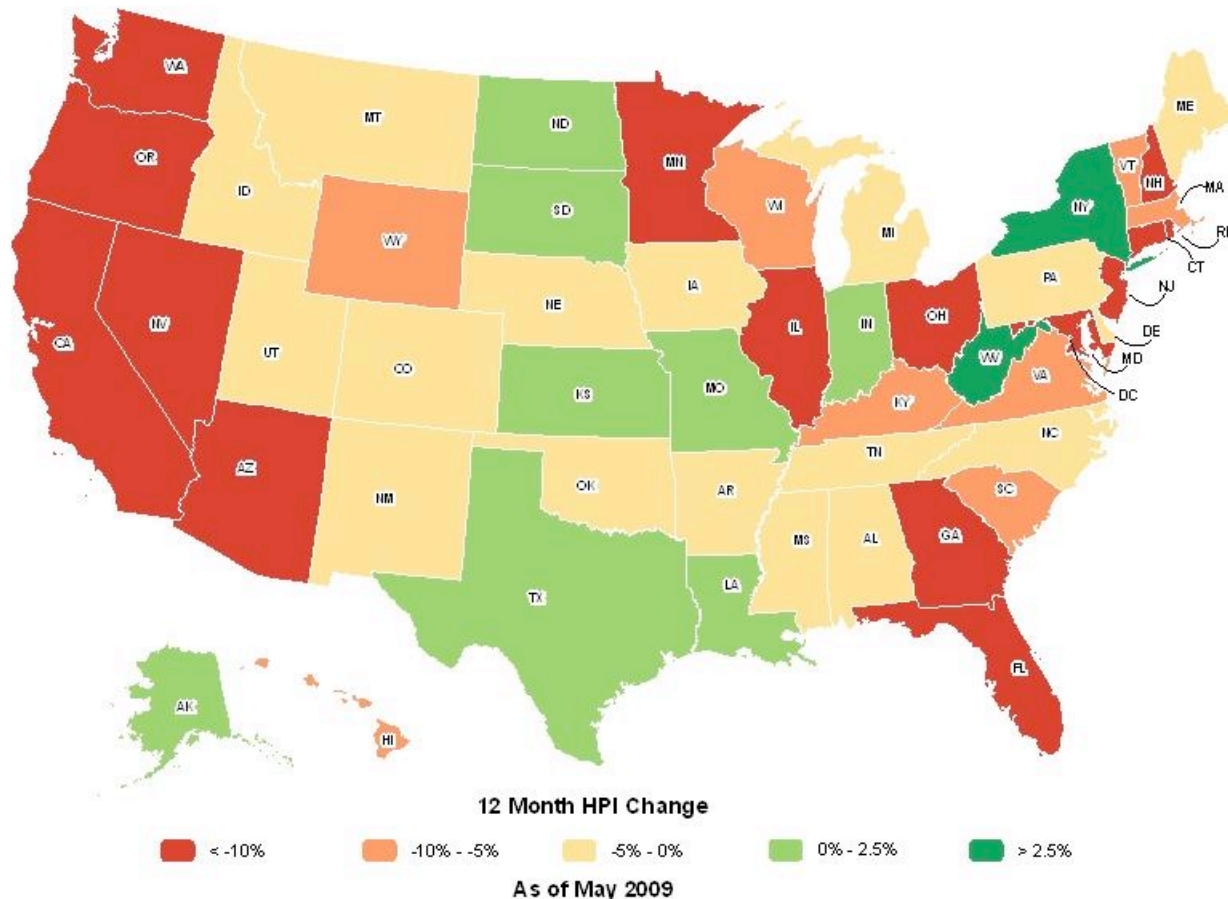 WA
MT
ND
ME
OR
MN
VT
NH
ID
SD
WI
NY
MA
WY
MI
RI
CT
IA
PA
NJ
NE
NV
IL
IN
OH
DE
CA
UT
CO
WV
MD
VA
DC
KS
MO
KY
NC
TN
AZ
OK
AR
SC
NM
MS
AL
GA
LA
TX
FL
AK
HI
12 Month HPI Change
< -10%
-10% - -5%
-5% - 0%
0% - 2.5%
> 2.5%
As of May 2009